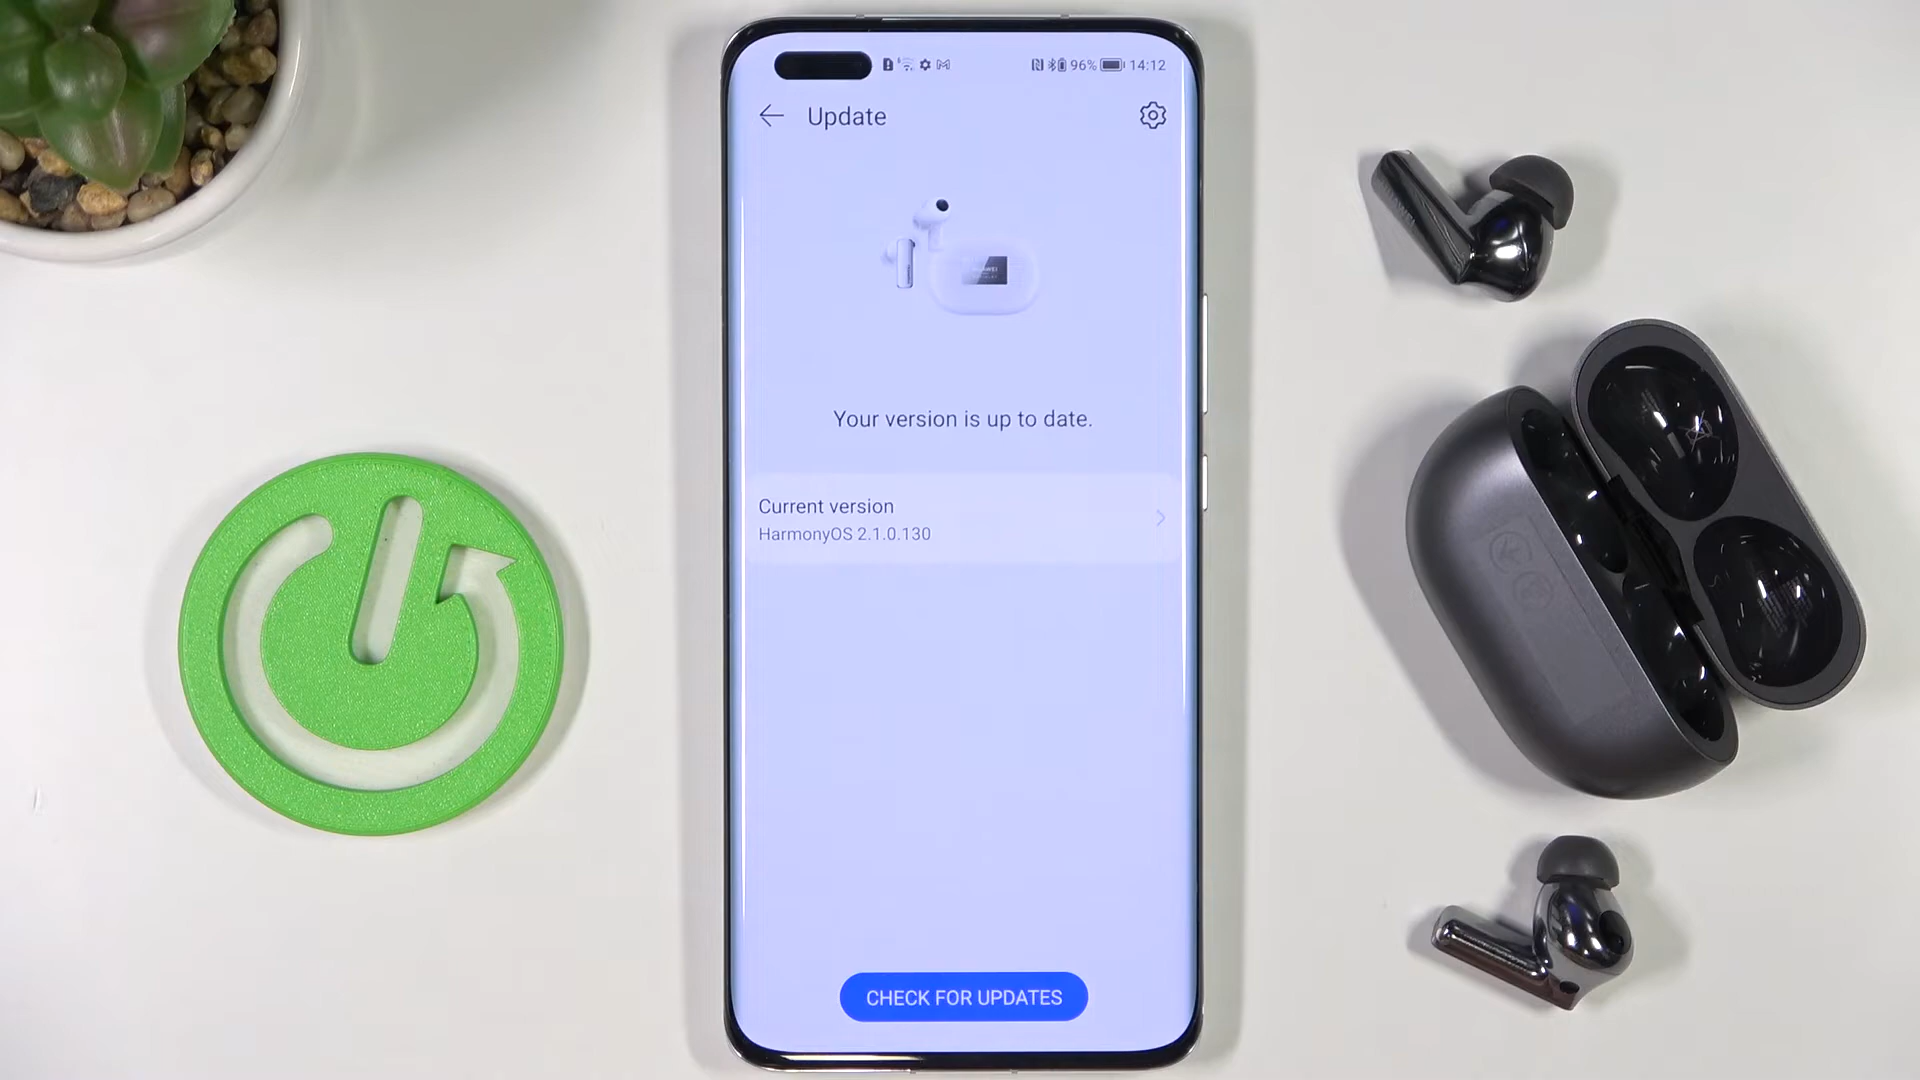 96% 14:12
Update
HUAWEI
Your version is up to date.
Current version
HarmonyOS 2.1.0.130
CHECK FOR UPDATES